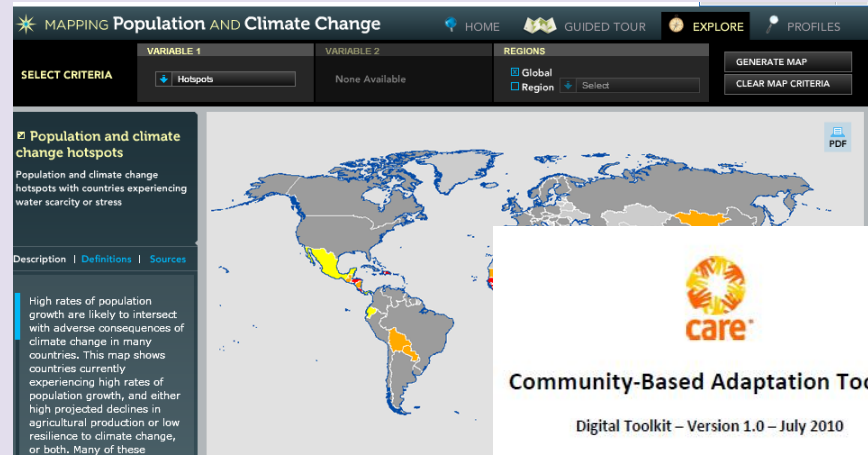 MAPPING Population AND Climate Change
HOME GUIDED TOUR EXPLORE PROFILES
SELECT CRITERIA
VARIABLE 1
Hotspots
VARIABLE 2
None Available
REGIONS
Global
Region Select
GENERATE MAP
CLEAR MAP CRITERIA
Population and climate
change hotspots
Population and climate change
hotspots with countries experiencing
water scarcity or stress
Description | Definitions | Sources
High rates of population
growth are likely to intersect
with adverse consequences of
climate change in many
countries. This map shows
countries currently
experiencing high rates of
population growth, and either
high projected declines in
agricultural production or low
resilience to climate change,
or both. Many of these
PDF
care
Community-Based Adaptation Too
Digital Toolkit – Version 1.0 – July 2010